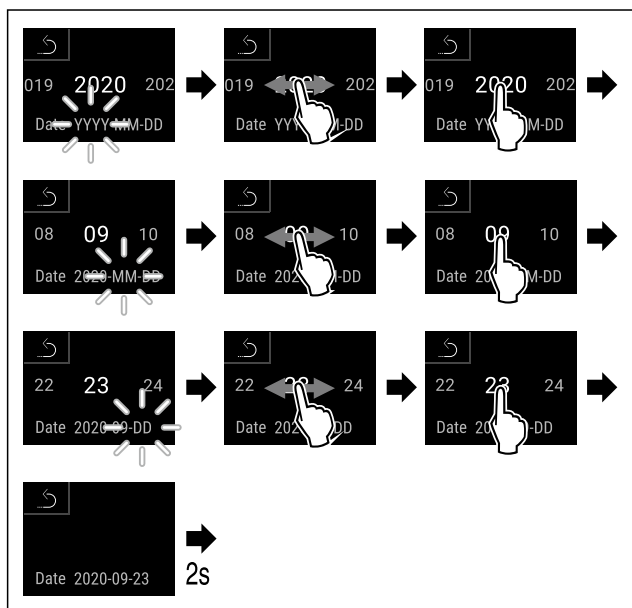 019 2020 202
Date YYYY-MM-DD
019 202
Date YY M-DD
019 2020 202
Date YY M-DD
08 09 10
Date 2020-MM-DD
08 10
Date 202 -DD
08 09 10
Date 20 M-DD
22 23 24
Date 2020-09-DD
22 24
Date 202 DD
22 23 24
Date 20 -DD
Date 2020-09-23
2s